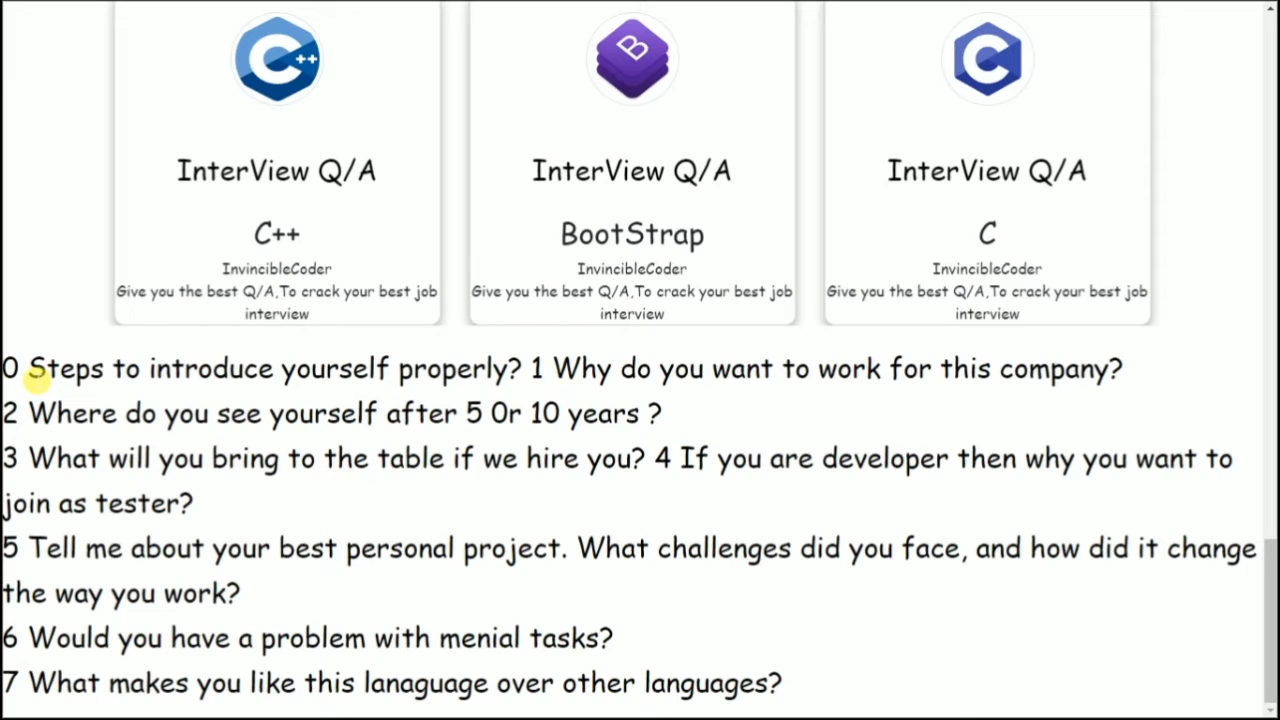 C++
B
C
InterView Q/A
InterView Q/A
InterView Q/A
C++
BootStrap
C
InvincibleCoder
InvincibleCoder
InvincibleCoder
Give you the best Q/A,To crack your best job
interview
Give you the best Q/A,To crack your best job
interview
Give you the best Q/A,To crack your best job
interview
0 Steps to introduce yourself properly? 1 Why do you want to work for this company?
2 Where do you see yourself after 5 0r 10 years ?
3 What will you bring to the table if we hire you? 4 If you are developer then why you want to
join as tester?
5 Tell me about your best personal project. What challenges did you face, and how did it change
the way you work?
6 Would you have a problem with menial tasks?
7 What makes you like this lanaguage over other languages?